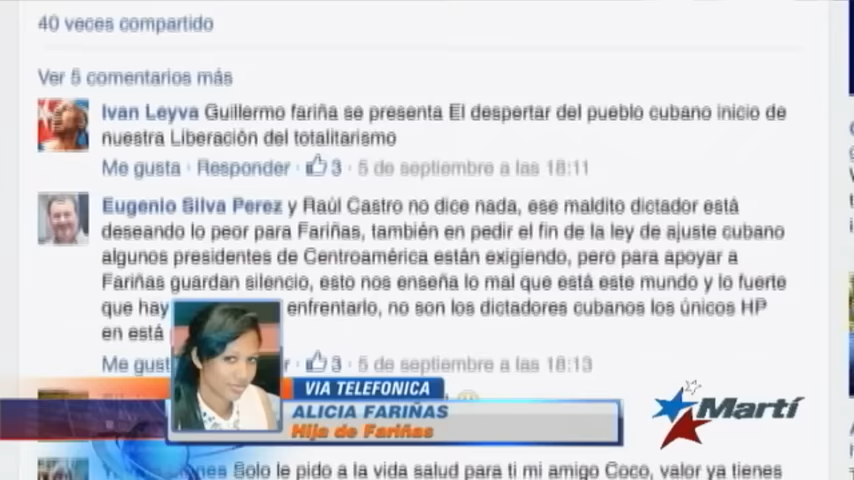 40 veces compartido
Ver 5 comentarios más
Ivan Leyva Guillermo fariña se presenta El despertar del pueblo cubano inicio de
nuestra Liberación del totalitarismo
Me gusta · Responder · 3 · 5 de septiembre a las 18:11
Eugenio Silva Perez y Raúl Castro no dice nada, ese maldito dictador está
deseando lo peor para Fariñas, también en pedir el fin de la ley de ajuste cubano
algunos presidentes de Centroamérica están exigiendo, pero para apoyar a
Fariñas guardan silencio, esto nos enseña lo mal que está este mundo y lo fuerte
que hay enfrentarlo, no son los dictadores cubanos los únicos HP
en está
Me gust r · 3 · 5 de septiembre a las 18:13
VIA TELEFONICA
ALICIA FARIÑAS
Hija de Fariñas
Martí
Solo le pido a la vida salud para ti mi amigo Coco, valor ya tienes